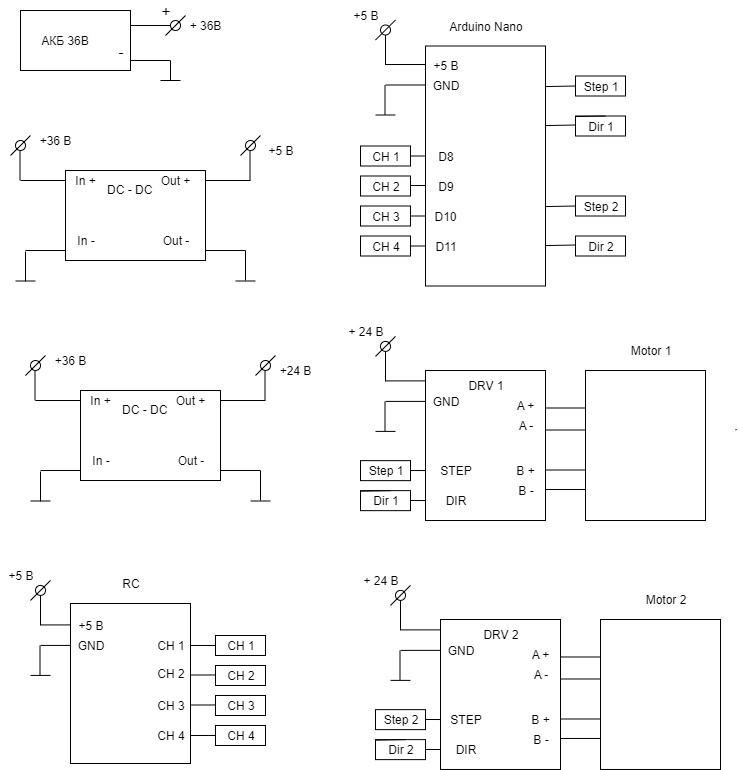 АКБ 36В
+
-
+ 36В
+36 В
+5 В
In +
Out +
DC - DC
In -
Out -
+36 В
+24 В
In +
Out +
DC - DC
In -
Out -
+5 В
RC
+5 В
GND
CH 1
CH 1
CH 2
CH 2
CH 3
CH 3
CH 4
CH 4
+5 В
Arduino Nano
+5 В
GND
Step 1
Dir 1
CH 1
D8
CH 2
D9
CH 3
D10
Step 2
CH 4
D11
Dir 2
+ 24 В
Motor 1
DRV 1
GND
A +
A -
Step 1
STEP
B +
B -
Dir 1
DIR
+ 24 В
Motor 2
DRV 2
GND
A +
A -
Step 2
STEP
B +
B -
Dir 2
DIR